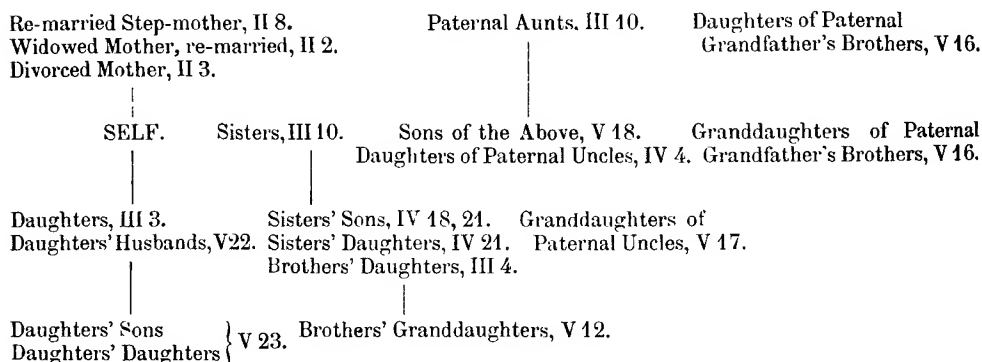 Re-married Step-mother, II 8. Paternal Aunts. III 10. Daughters of Paternal
Widowed Mother, re-married, II 2. Grandfather's Brothers, V 16.
Divorced Mother, II 3.
SELF. Sisters, III 10. Sons of the Above, V 18. Granddaughters of Paternal
Daughters of Paternal Uncles, IV 4. Grandfather's Brothers, V 16.
Daughters, III 3. Sisters' Sons, IV 18, 21. Granddaughters of
Daughters' Husbands, V 22. Sisters' Daughters, IV 21. Paternal Uncles, V 17.
Brothers' Daughters, III 4.
Daughters' Sons } V 23. Brothers' Granddaughters, V 12.
Daughters' Daughters